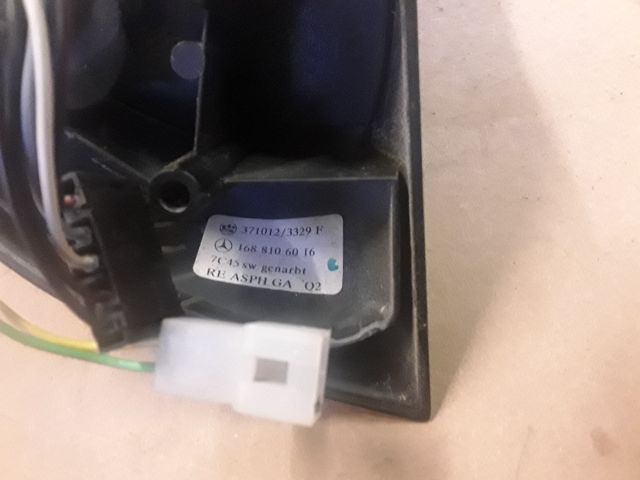 371012/3329 F
168 810 60 16
7C45 sw genarbt
RE ASPH.GA 02